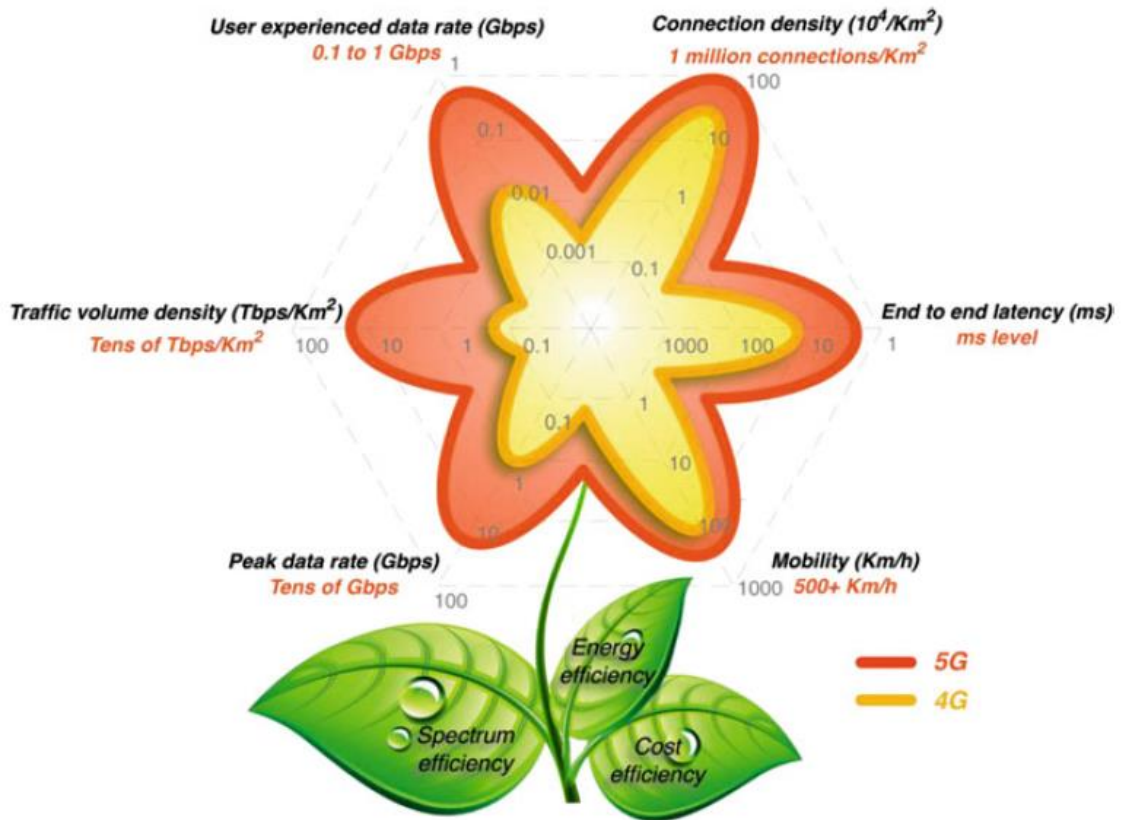 User experienced data rate (Gbps)
0.1 to 1 Gbps
Connection density (10⁴/Km²)
1 million connections/Km²
1
100
0.1
10
0.01
1
0.001
0.1
Traffic volume density (Tbps/Km²)
Tens of Tbps/Km²
End to end latency (ms)
ms level
100
10
1
0.1
1000
100
10
1
0.1
1
1
10
10
100
Peak data rate (Gbps)
Tens of Gbps
100
Mobility (Km/h)
500+ Km/h
1000
Energy
efficiency
Spectrum
efficiency
Cost
efficiency
5G
4G